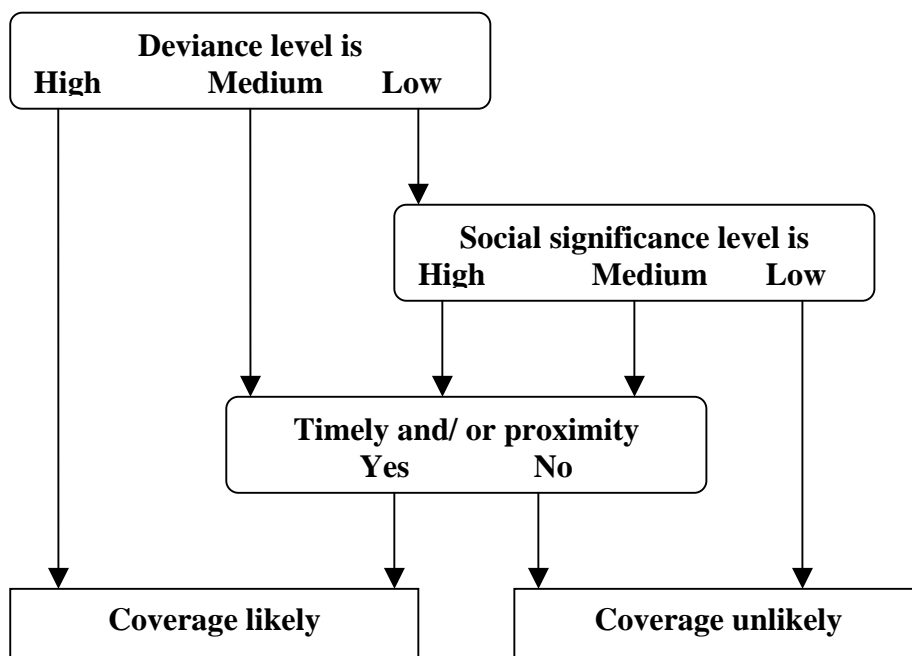 Deviance level is
High Medium Low
Social significance level is
High Medium Low
Timely and/ or proximity
Yes No
Coverage likely
Coverage unlikely